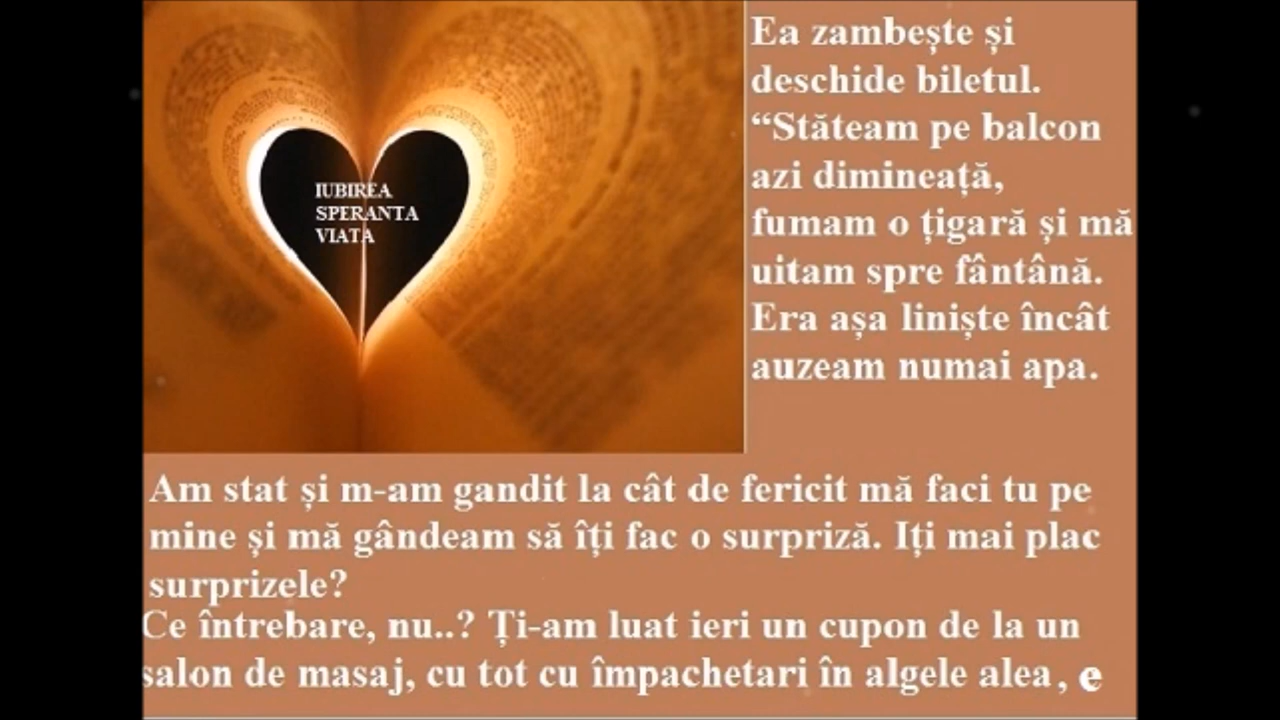 IUBIREA
SPERANTA
VIATA
Ea zambește și
deschide biletul.
“Stăteam pe balcon
azi dimineață,
fumam o țigară și mă
uitam spre fântână.
Era așa liniște încât
auzeam numai apa.
Am stat și m-am gandit la cât de fericit mă faci tu pe
mine și mă gândeam să îți fac o surpriză. Iți mai plac
surprizele?
Ce întrebare, nu..? Ți-am luat ieri un cupon de la un
salon de masaj, cu tot cu împachetari în algele alea, e